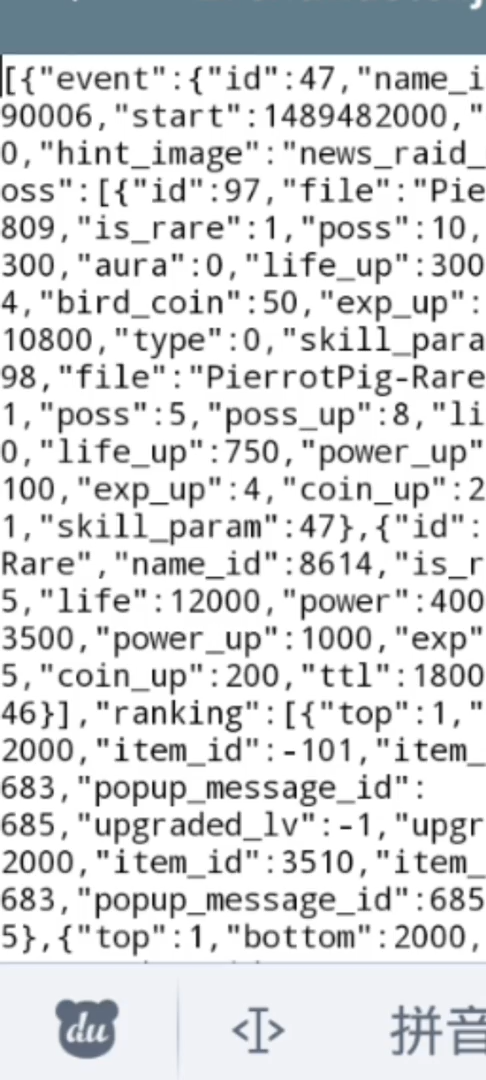 [{"event":{"id":47,"name_i
90006,"start":1489482000,"
0,"hint_image":"news_raid_
oss":[{"id":97,"file":"Pie
809,"is_rare":1,"poss":10,
300,"aura":0,"life_up":300
4,"bird_coin":50,"exp_up":
10800,"type":0,"skill_para
98,"file":"PierrotPig-Rare
1,"poss":5,"poss_up":8,"li
0,"life_up":750,"power_up"
100,"exp_up":4,"coin_up":2
1,"skill_param":47},{"id":
Rare","name_id":8614,"is_r
5,"life":12000,"power":400
3500,"power_up":1000,"exp"
5,"coin_up":200,"ttl":1800
46}],"ranking":[{"top":1,"
2000,"item_id":-101,"item_
683,"popup_message_id":
685,"upgraded_lv":-1,"upgr
2000,"item_id":3510,"item_
683,"popup_message_id":685
5},{"top":1,"bottom":2000,
du
拼音